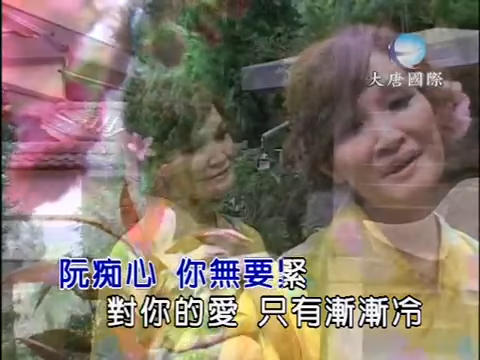 大唐國際
阮痴心 你無要緊
對你的愛 只有漸漸冷